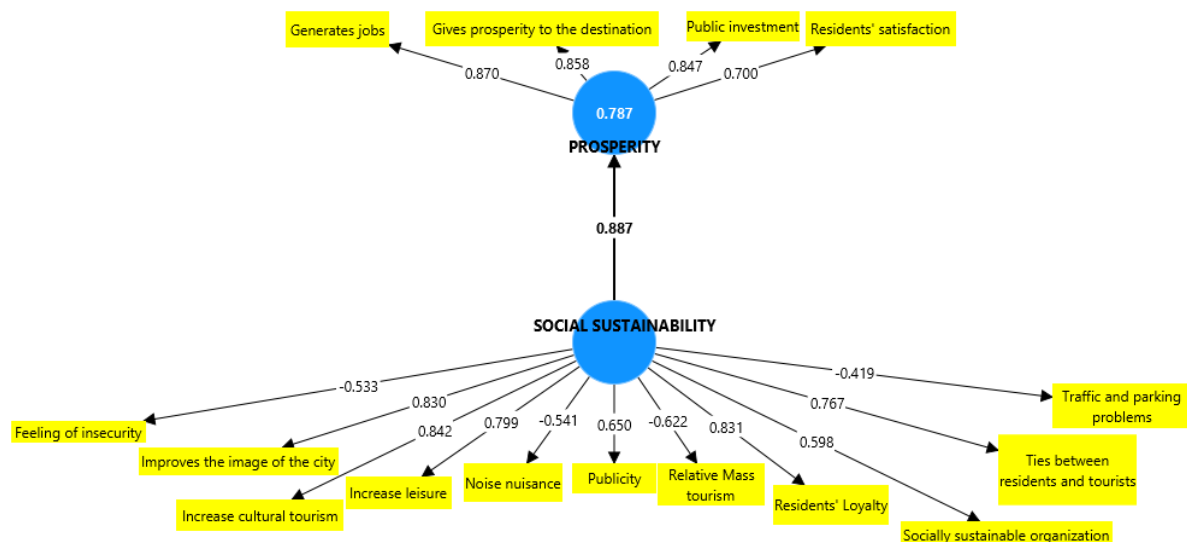 Generates jobs
Gives prosperity to the destination
Public investment
Residents' satisfaction
0.870
0.858
0.847
0.700
0.787
PROSPERITY
0.887
SOCIAL SUSTAINABILITY
-0.533
0.830
0.842
0.799
-0.541
0.650
-0.622
0.831
0.598
0.767
-0.419
Feeling of insecurity
Improves the image of the city
Increase cultural tourism
Increase leisure
Noise nuisance
Publicity
Relative Mass
tourism
Residents' Loyalty
Socially sustainable organization
Ties between
residents and tourists
Traffic and parking
problems